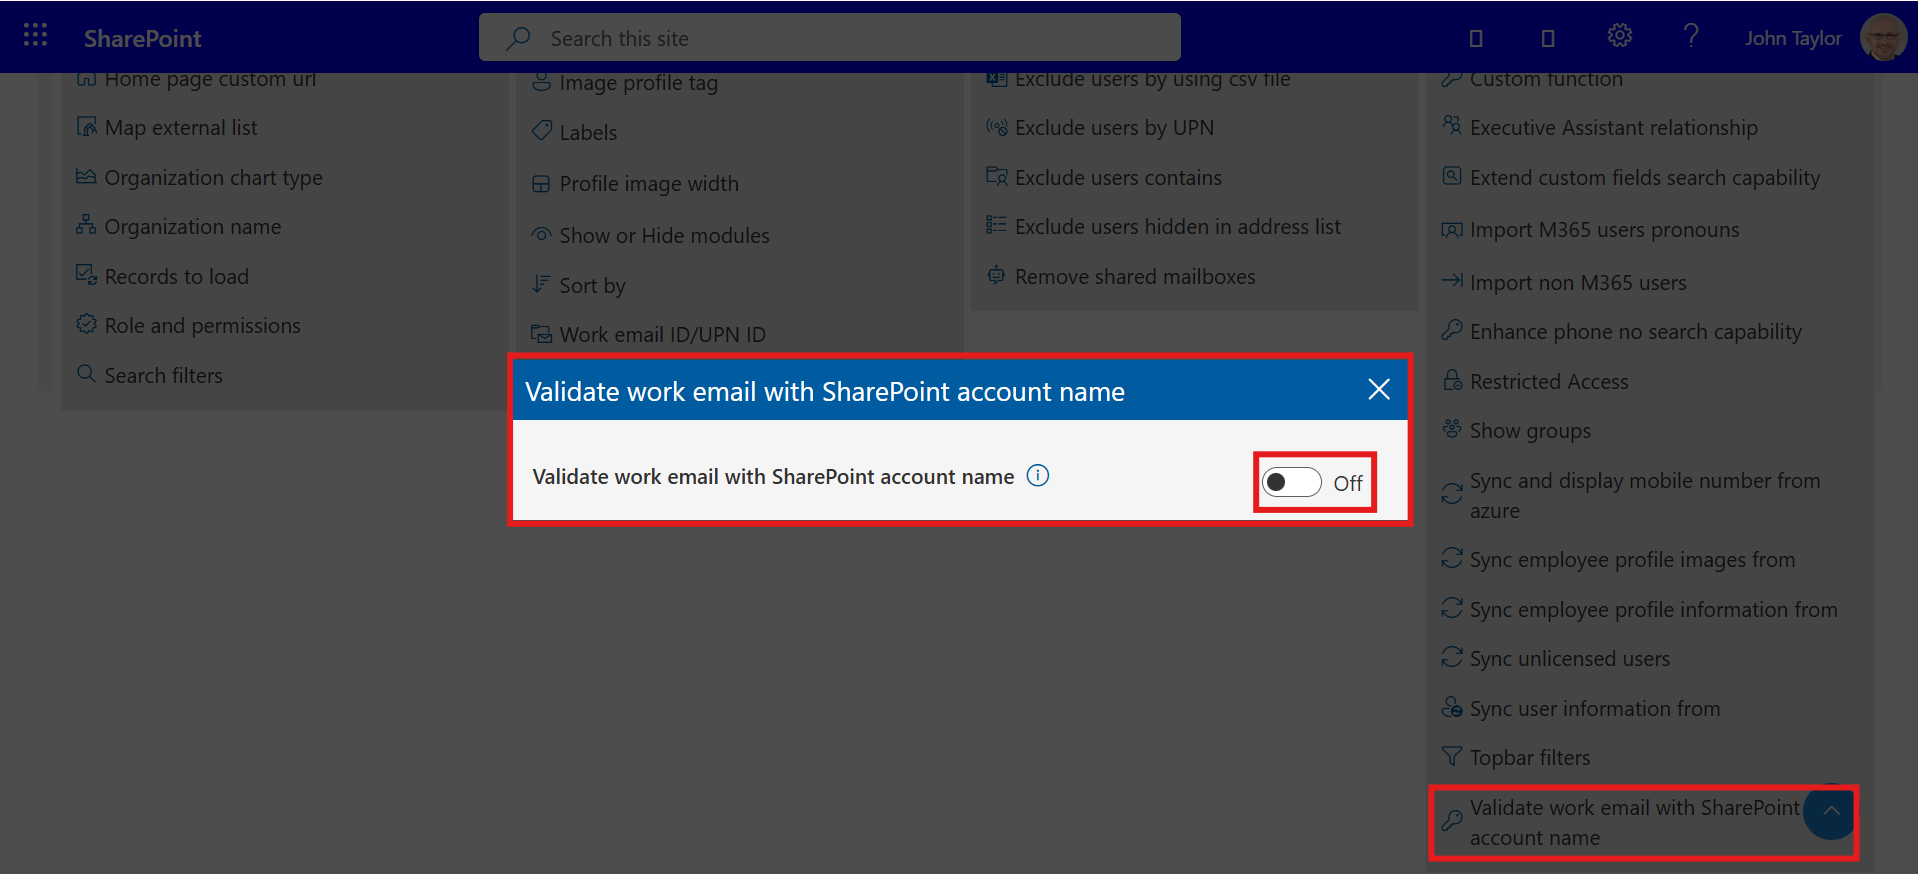 SharePoint
Search this site
John Taylor
Home page custom url
Map external list
Organization chart type
Organization name
Records to load
Role and permissions
Search filters
Image profile tag
Labels
Profile image width
Show or Hide modules
Sort by
Work email ID/UPN ID
Exclude users by using csv file
Exclude users by UPN
Exclude users contains
Exclude users hidden in address list
Remove shared mailboxes
Custom function
Executive Assistant relationship
Extend custom fields search capability
Import M365 users pronouns
Import non M365 users
Enhance phone no search capability
Restricted Access
Show groups
Sync and display mobile number from
azure
Sync employee profile images from
Sync employee profile information from
Sync unlicensed users
Sync user information from
Topbar filters
Validate work email with SharePoint
account name
Validate work email with SharePoint account name
Validate work email with SharePoint account name
Off